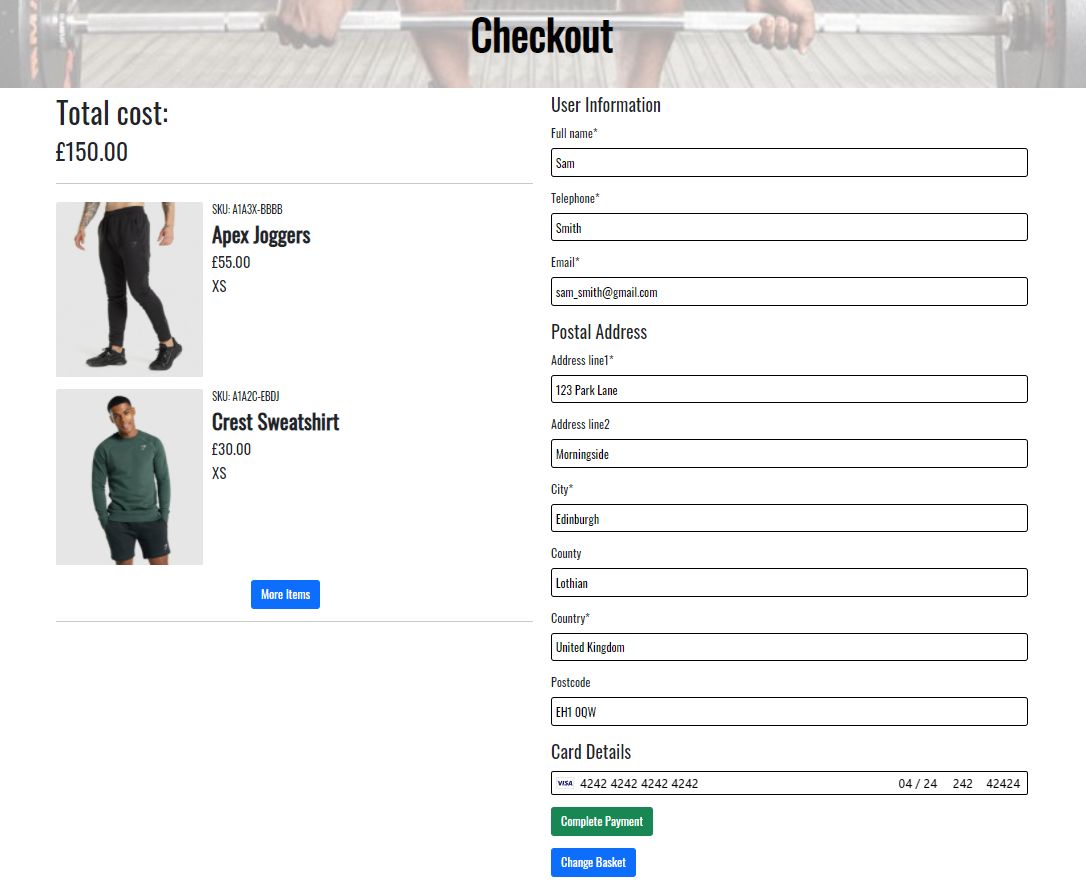 Checkout
Total cost:
£150.00
SKU: A1A3X-BBBB
Apex Joggers
£55.00
XS
SKU: A1A2C-EBDJ
Crest Sweatshirt
£30.00
XS
More Items
User Information
Full name*
Sam
Telephone*
Smith
Email*
sam_smith@gmail.com
Postal Address
Address line1*
123 Park Lane
Address line2
Morningside
City*
Edinburgh
County
Lothian
Country*
United Kingdom
Postcode
EH1 0QW
Card Details
VISA 4242 4242 4242 4242 04 / 24 242 42424
Complete Payment
Change Basket